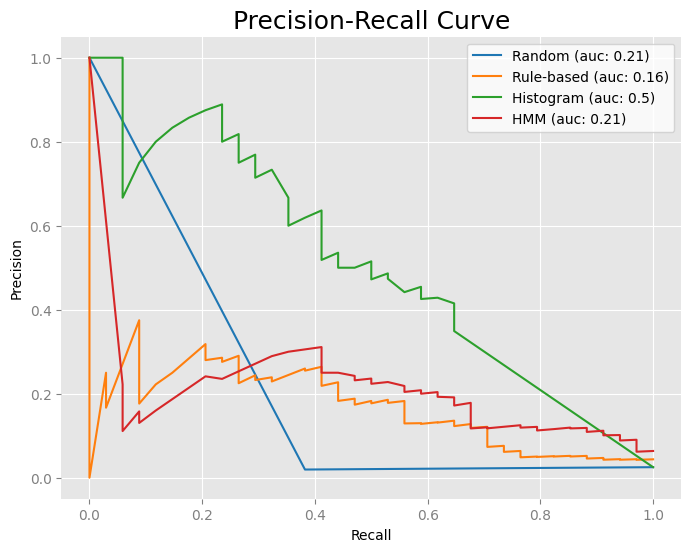 Precision-Recall Curve
Random (auc: 0.21)
Rule-based (auc: 0.16)
Histogram (auc: 0.5)
HMM (auc: 0.21)
Precision
1.0
0.8
0.6
0.4
0.2
0.0
0.0 0.2 0.4 0.6 0.8 1.0
Recall